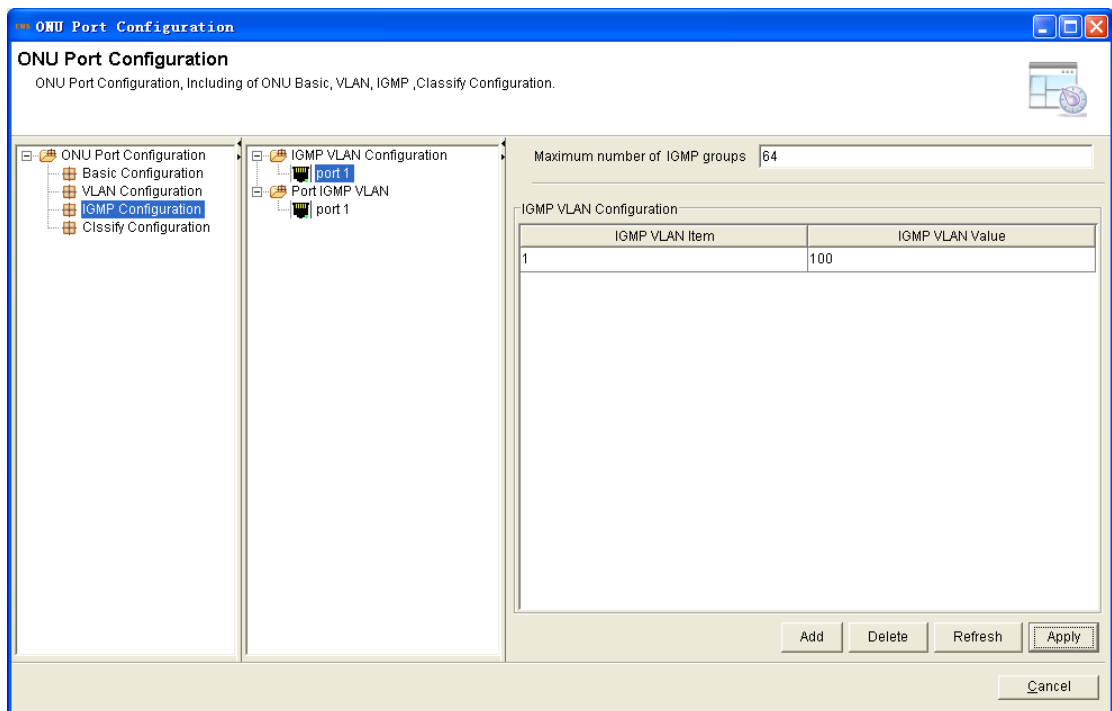 EMS ONU Port Configuration
ONU Port Configuration
ONU Port Configuration, Including of ONU Basic, VLAN, IGMP ,Classify Configuration.
ONU Port Configuration
Basic Configuration
VLAN Configuration
IGMP Configuration
Clssify Configuration
IGMP VLAN Configuration
port 1
Port IGMP VLAN
port 1
Maximum number of IGMP groups 64
IGMP VLAN Configuration
IGMP VLAN Item IGMP VLAN Value
1 100
Add Delete Refresh Apply
Cancel